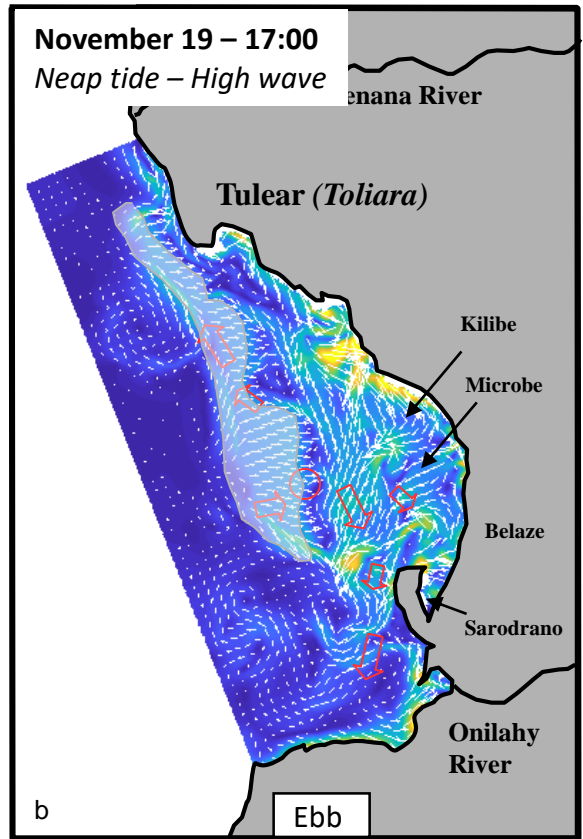 November 19 – 17:00
Neap tide – High wave
enana River
Tulear (Toliara)
Kilibe
Microbe
Belaze
Sarodrano
Onilahy
River
b
Ebb